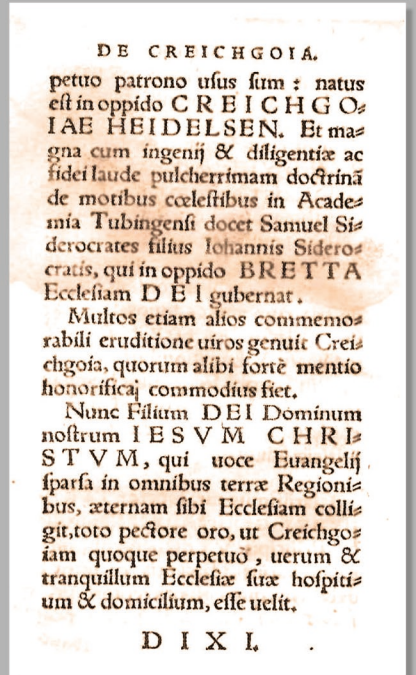 DE CREICHGOIA.
petuo patrono uſus ſum : natus
eſt in oppido CREICHGO⸗
IAE HEIDELSEN. Et ma⸗
gna cum ingenij & diligentiæ ac
fidei laude pulcherrimam doctrinã
de motibus cœleſtibus in Acade⸗
mia Tubingenſi docet Samuel Si⸗
derocrates filius Iohannis Sidero⸗
cratis, qui in oppido BRETTA
Eccleſiam DEI gubernat.
Multos etiam alios commemo⸗
rabili eruditione uiros genuit Crei⸗
chgoia, quorum alibi fortè mentio
honorifica commodius fiet.
Nunc Filium DEI Dominum
noſtrum IESVM CHRI⸗
STVM, qui uoce Euangelij
ſparſa in omnibus terræ Regioni⸗
bus, æternam ſibi Eccleſiam colli⸗
git, toto pectore oro, ut Creichgo⸗
iam quoque perpetuò, uerum &
tranquillum Eccleſiæ ſuæ hoſpiti⸗
um & domicilium, eſſe uelit.
DIXI.